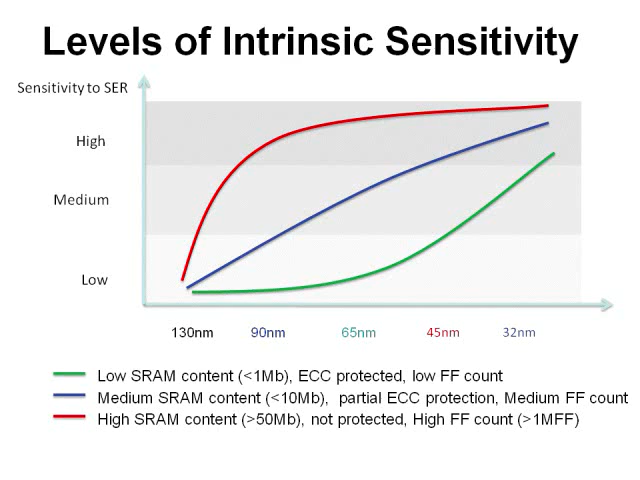 Levels of Intrinsic Sensitivity
Sensitivity to SER
High
Medium
Low
130nm 90nm 65nm 45nm 32nm
Low SRAM content (<1Mb), ECC protected, low FF count
Medium SRAM content (<10Mb), partial ECC protection, Medium FF count
High SRAM content (>50Mb), not protected, High FF count (>1MFF)